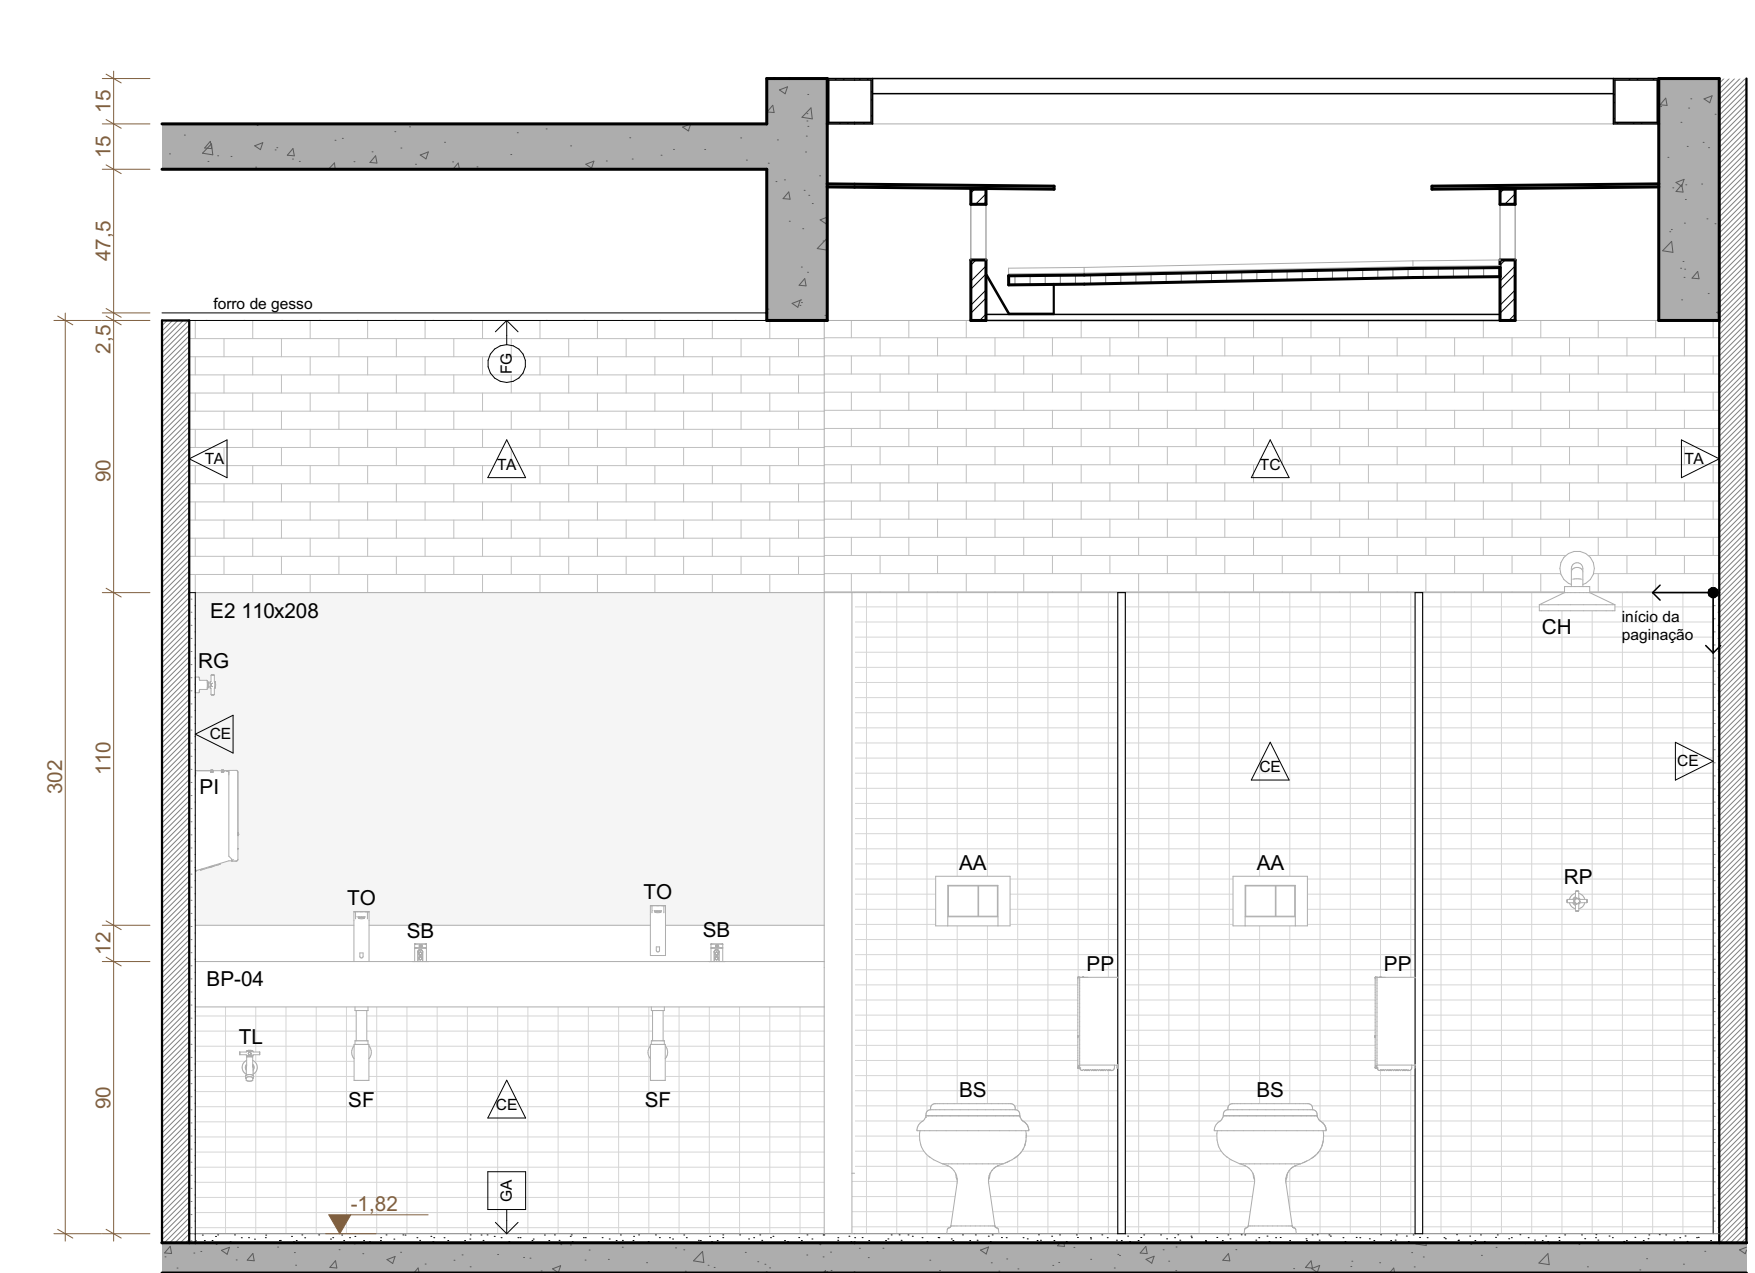 15
15
47,5
forro de gesso
2,5
FG
TA
TA
TC
TA
90
E2 110x208
CH
início da
paginação
RG
CE
CE
CE
110
302
PI
AA
AA
RP
TO
TO
SB
SB
12
BP-04
PP
PP
TL
SF
SF
CE
BS
BS
90
GA
-1,82